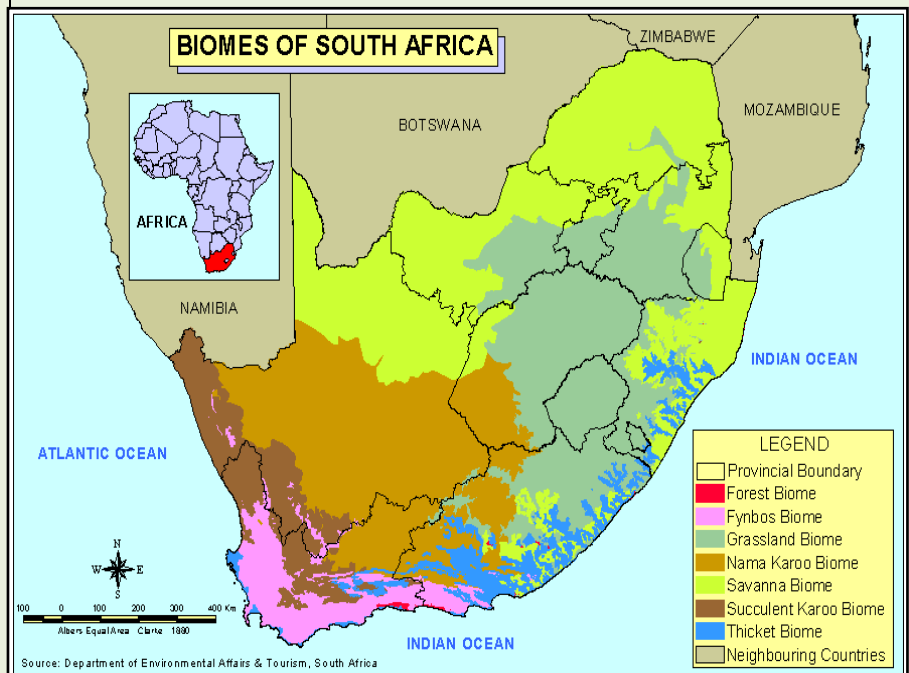 BIOMES OF SOUTH AFRICA
ZIMBABWE
MOZAMBIQUE
BOTSWANA
AFRICA
NAMIBIA
INDIAN OCEAN
ATLANTIC OCEAN
LEGEND
Provincial Boundary
Forest Biome
Fynbos Biome
Grassland Biome
Nama Karoo Biome
Savanna Biome
Succulent Karoo Biome
Thicket Biome
Neighbouring Countries
N
W E
S
100 0 100 200 300 400 Km
Albers Equal Area Clarke 1880
INDIAN OCEAN
Source: Department of Environmental Affairs & Tourism, South Africa